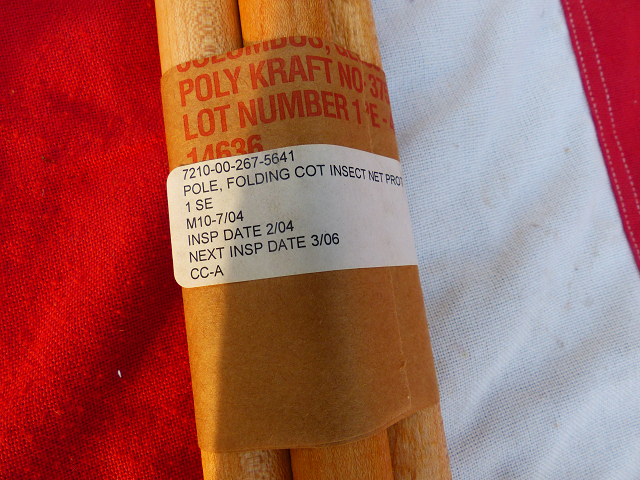 COLUMBUS,
POLY KRAFT NO
LOT NUMBER 1
14636
7210-00-267-5641
POLE, FOLDING COT INSECT NET PROT
1 SE
M10-7/04
INSP DATE 2/04
NEXT INSP DATE 3/06
CC-A